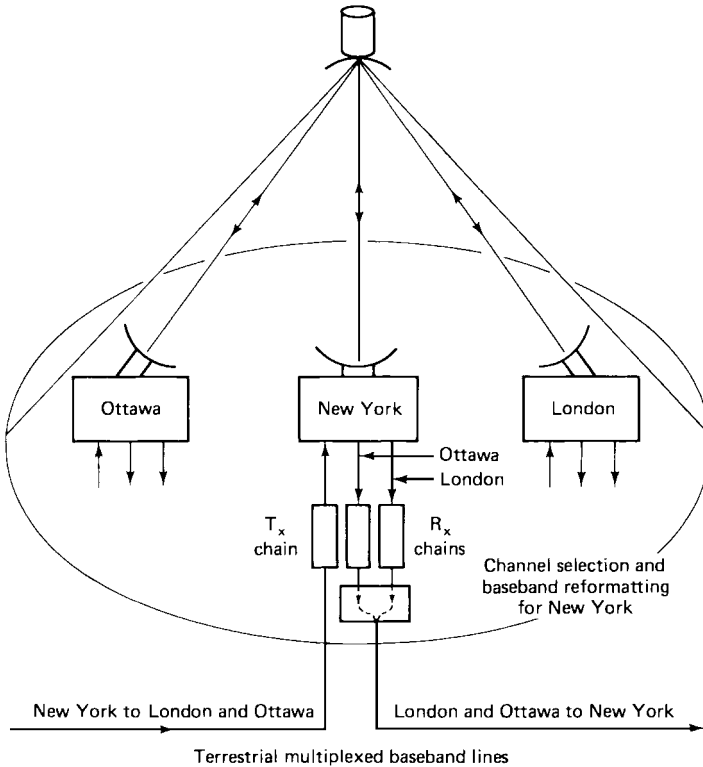 Ottawa
New York
London
Ottawa
London
Tx
chain
Rx
chains
Channel selection and
baseband reformatting
for New York
New York to London and Ottawa
London and Ottawa to New York
Terrestrial multiplexed baseband lines